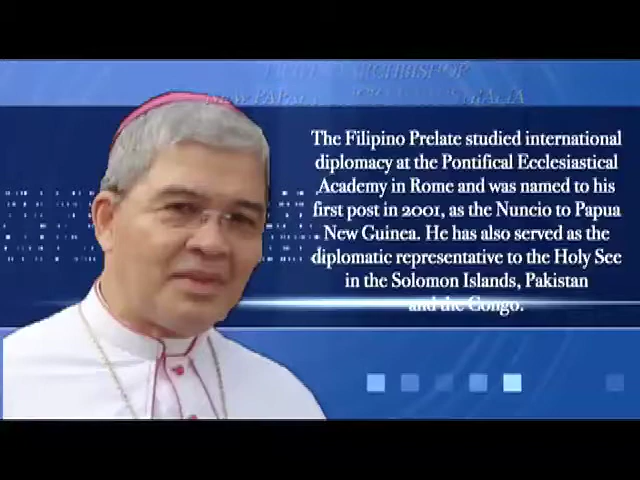 The Filipino Prelate studied international
diplomacy at the Pontifical Ecclesiastical
Academy in Rome and was named to his
first post in 2001, as the Nuncio to Papua
New Guinea. He has also served as the
diplomatic representative to the Holy See
in the Solomon Islands, Pakistan
and the Congo.